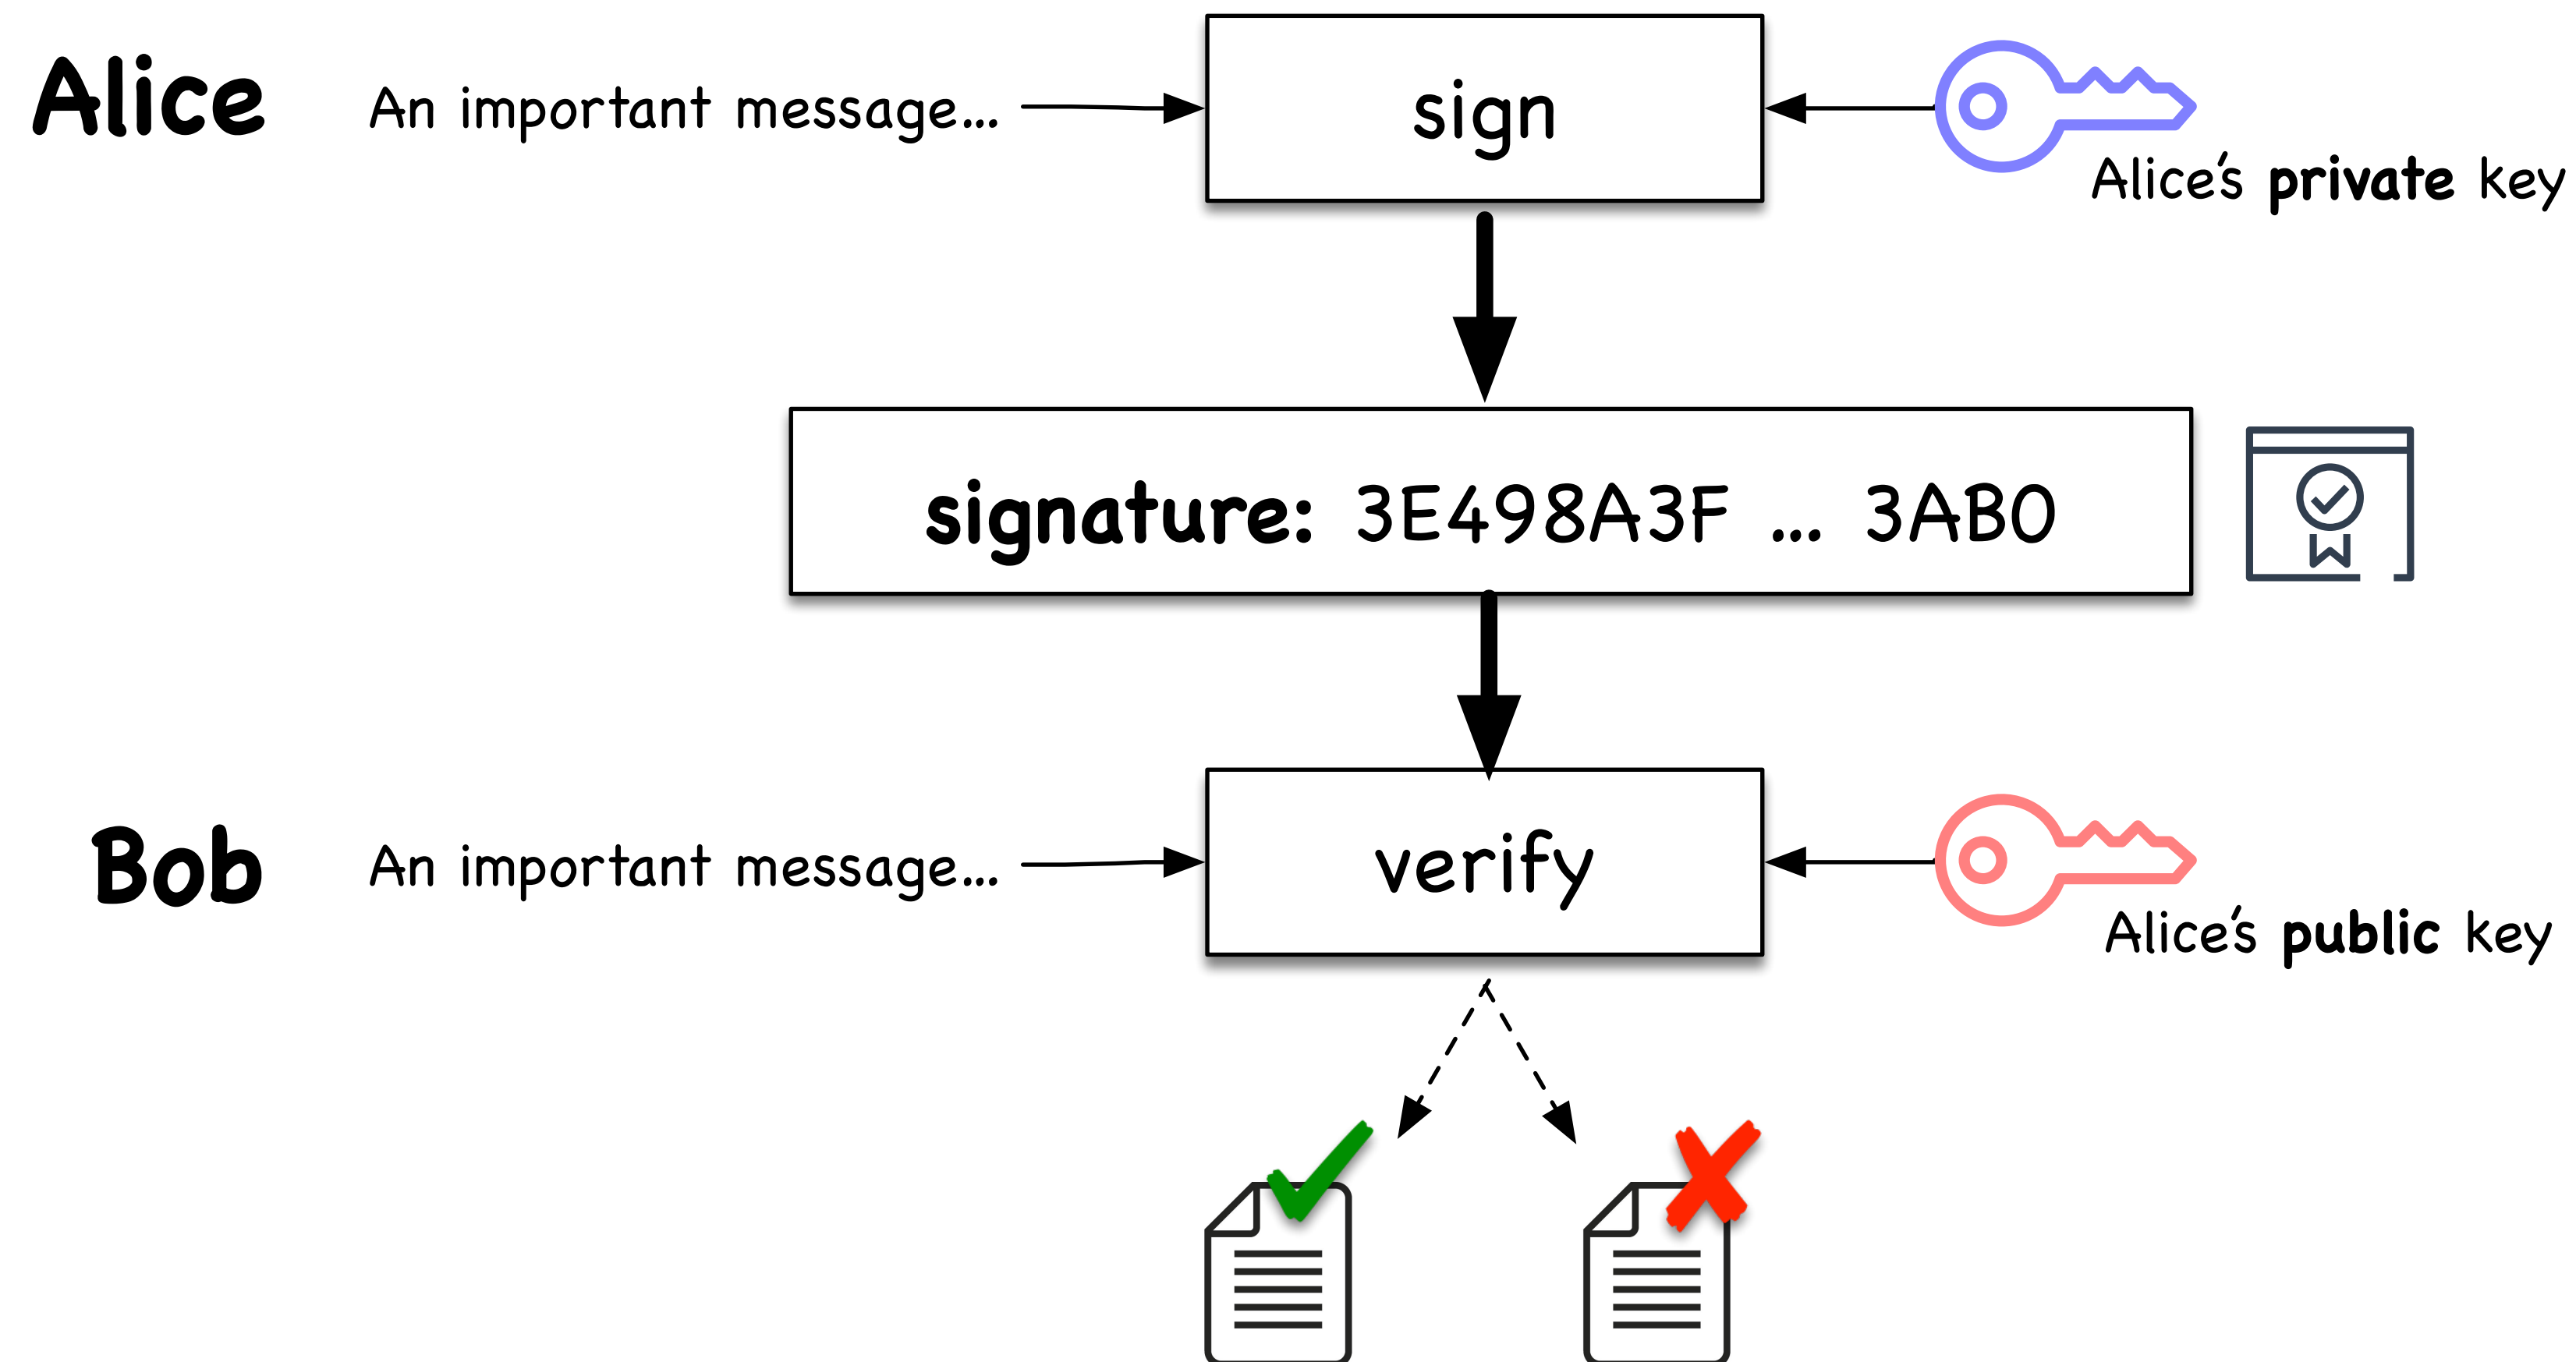 Alice
An important message...
sign
Alice's private key
signature: 3E498A3F ... 3AB0
Bob
An important message...
verify
Alice's public key